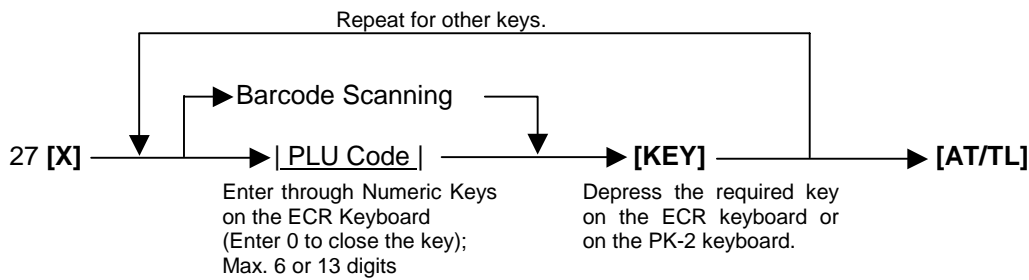 Repeat for other keys.
Barcode Scanning
27 [X] | PLU Code | [KEY] [AT/TL]
Enter through Numeric Keys
on the ECR Keyboard
(Enter 0 to close the key);
Max. 6 or 13 digits
Depress the required key
on the ECR keyboard or
on the PK-2 keyboard.